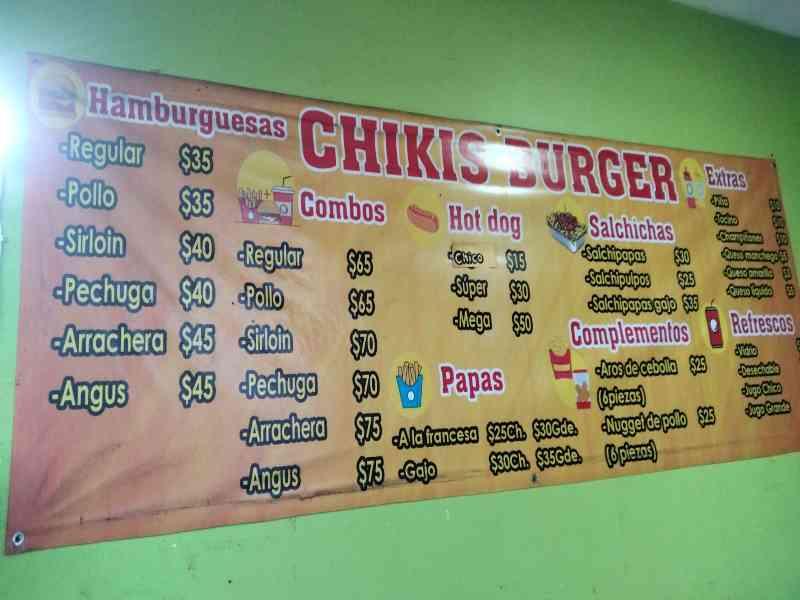 CHIKIS BURGER
Hamburguesas
-Regular $35
-Pollo $35
-Sirloin $40
-Pechuga $40
-Arrachera $45
-Angus $45
Combos
-Regular $65
-Pollo $65
-Sirloin $70
-Pechuga $70
-Arrachera $75
-Angus $75
Hot dog
-Chico $15
-Súper $30
-Mega $50
Papas
-A la francesa $25Ch. $30Gde.
-Gajo $30Ch. $35Gde.
Salchichas
-Salchipapas $30
-Salchipulpos $25
-Salchipapas gajo $35
Complementos
-Aros de cebolla $25
(6piezas)
-Nugget de pollo $25
(6 piezas)
Extras
-Piña
-Tocino
-Champiñones
-Queso manchego
-Queso amarillo
-Queso líquido
Refrescos
-Vidrio
-Desechable
-Jugo Chico
-Jugo Grande